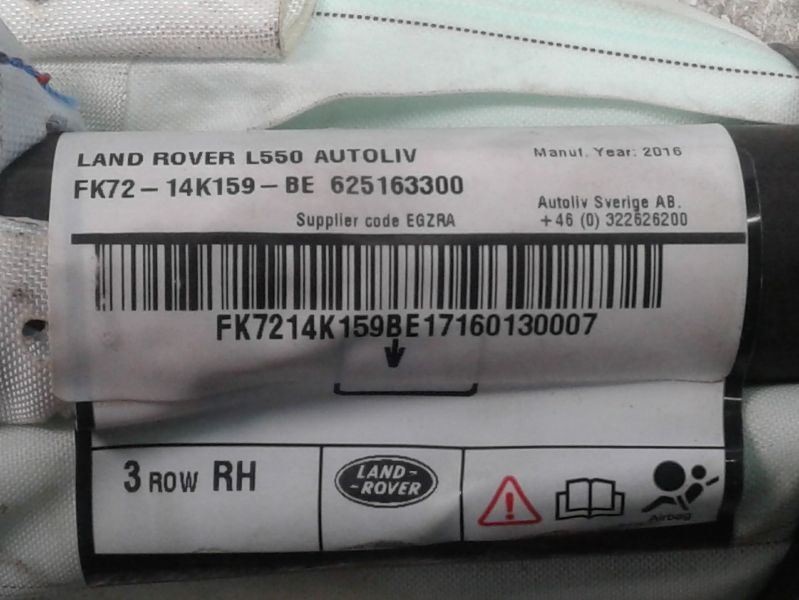 LAND ROVER L550 AUTOLIV
Manuf. Year: 2016
FK72-14K159-BE 625163300
Autoliv Sverige AB.
Supplier code EGZRA
+46 (0) 322626200
FK7214K159BE17160130007
3 ROW RH
LAND-
-ROVER
Airbag